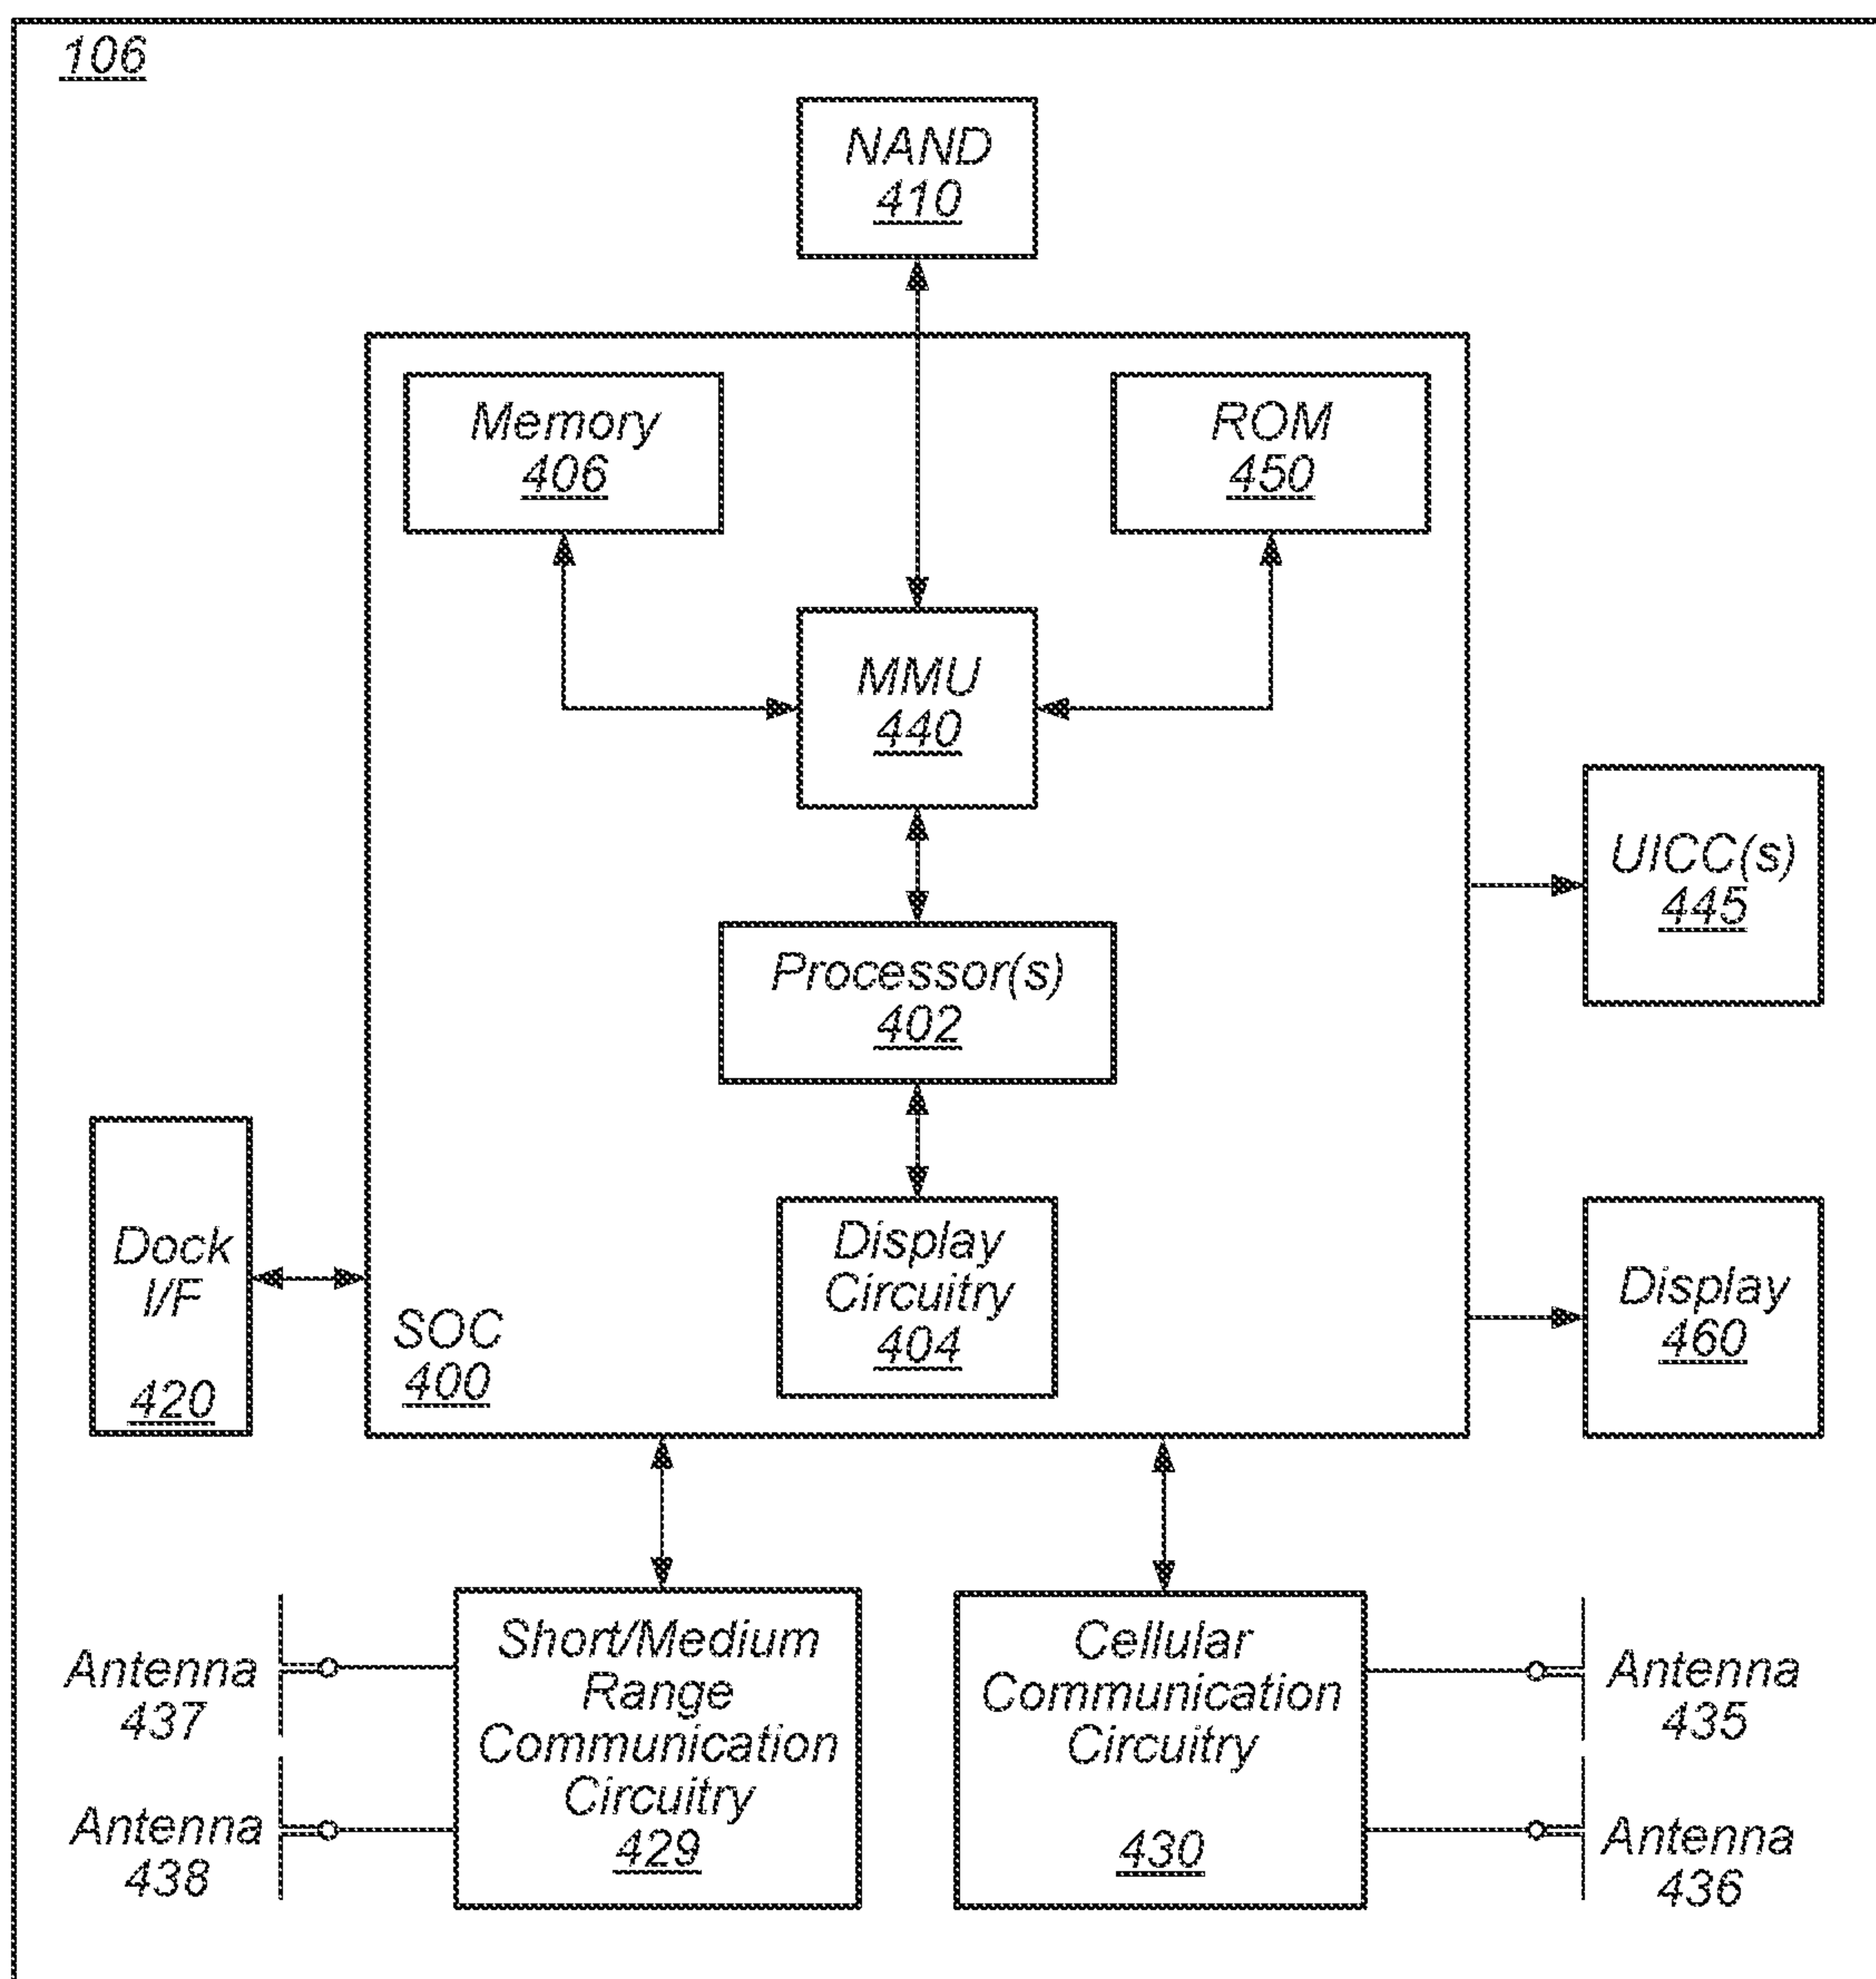 106
NAND
410
Memory
406
ROM
450
MMU
440
UICC(s)
445
Processor(s)
402
Dock
I/F
420
Display
Circuitry
404
SOC
400
Display
460
Antenna
437
Antenna
438
Short/Medium
Range
Communication
Circuitry
429
Cellular
Communication
Circuitry
430
Antenna
435
Antenna
436